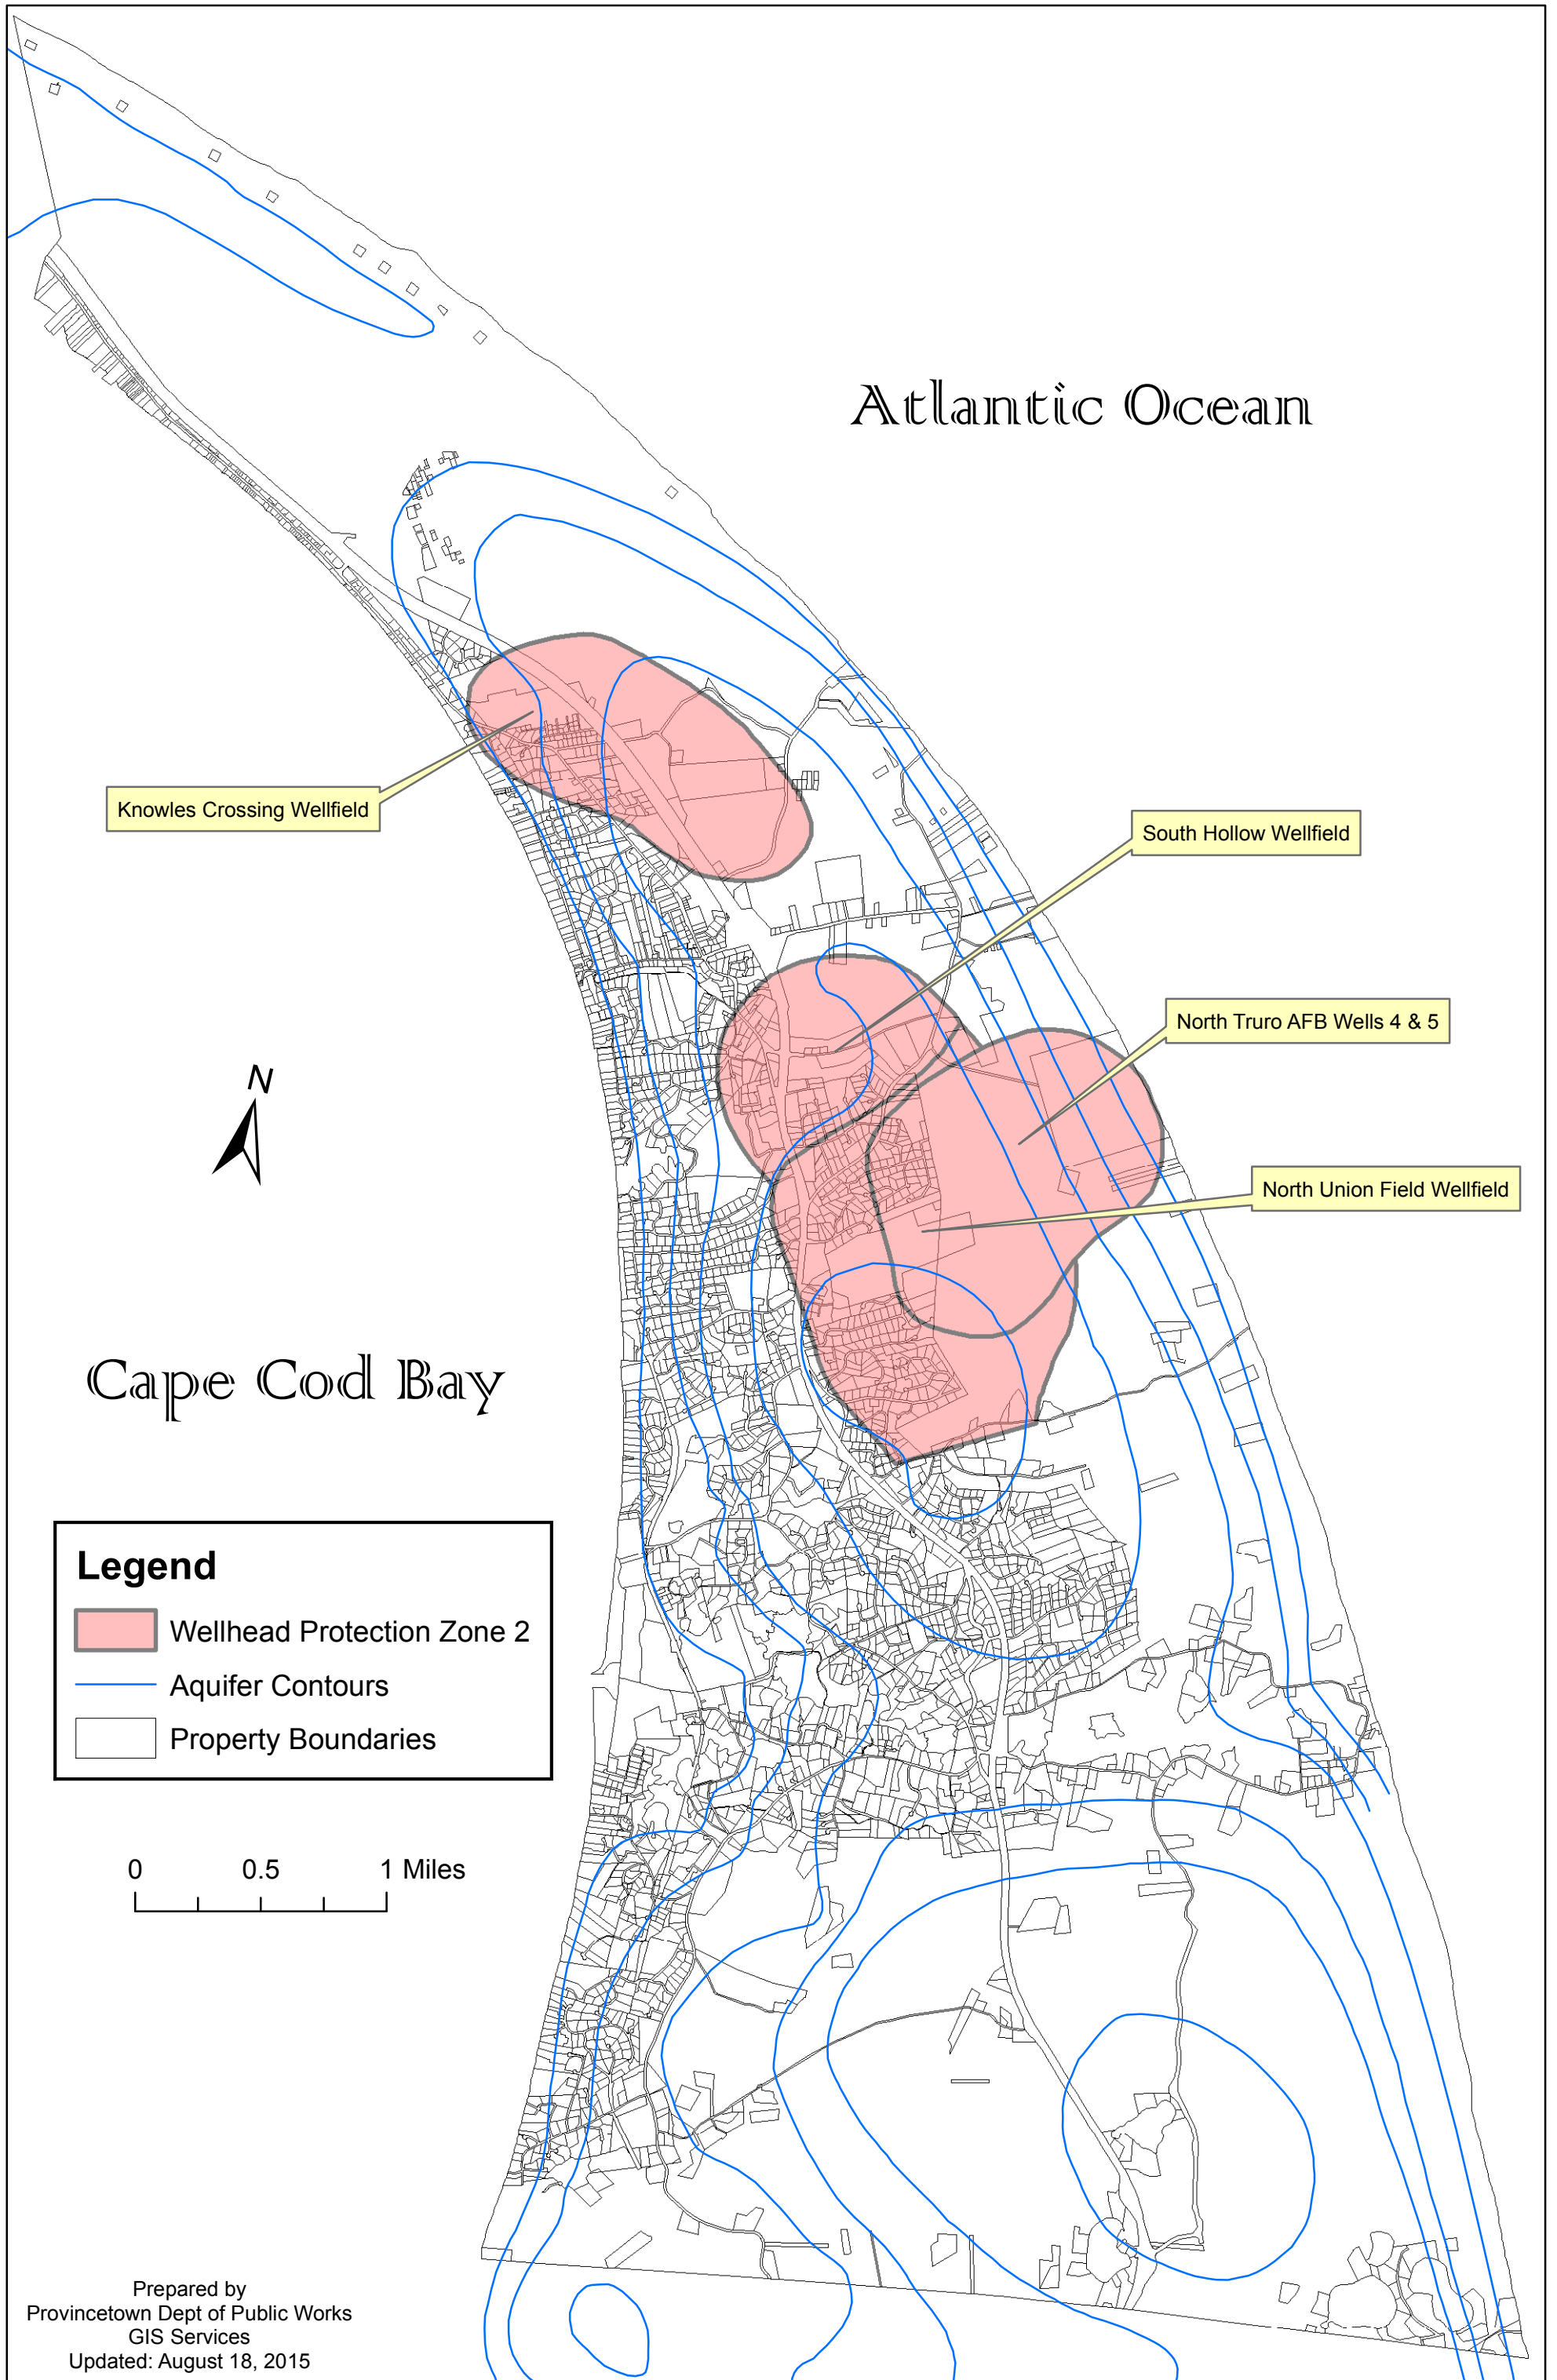 Atlantic Ocean
Knowles Crossing Wellfield
South Hollow Wellfield
North Truro AFB Wells 4 & 5
N
North Union Field Wellfield
Cape Cod Bay
Legend
Wellhead Protection Zone 2
Aquifer Contours
Property Boundaries
0 0.5 1 Miles
Prepared by
Provincetown Dept of Public Works
GIS Services
Updated: August 18, 2015